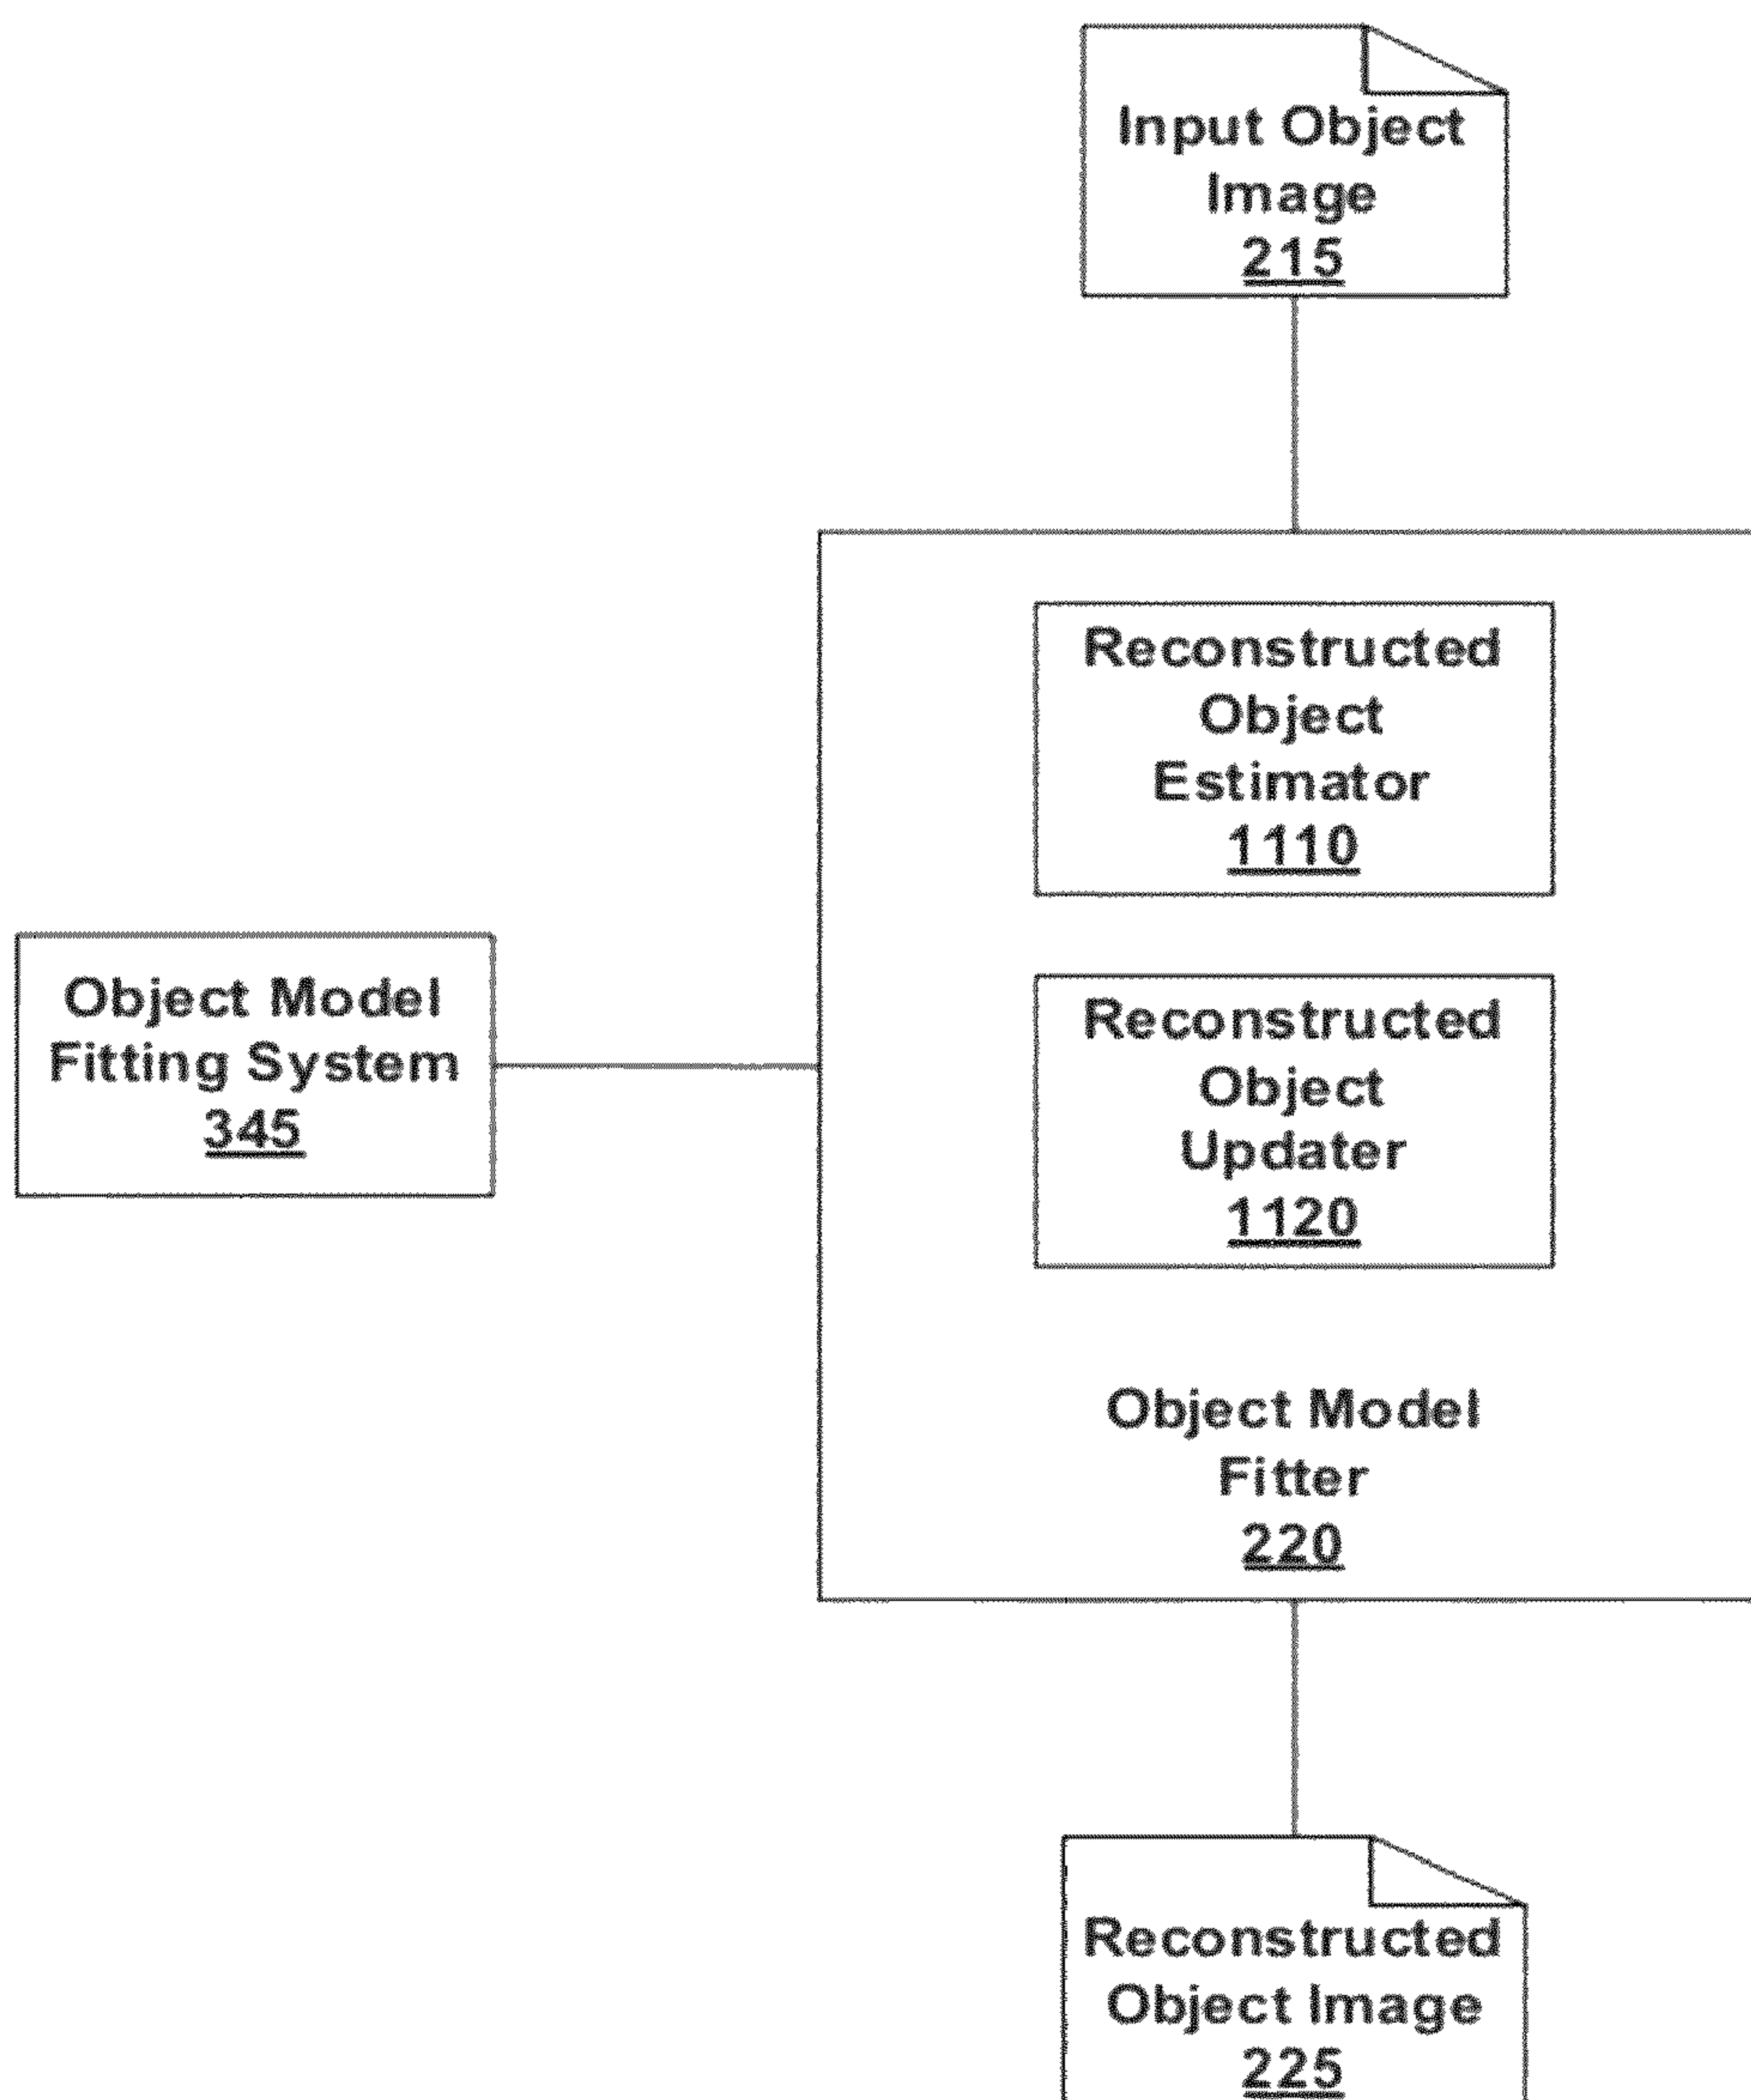 Input Object
Image
215
Reconstructed
Object
Estimator
1110
Object Model
Fitting System
345
Reconstructed
Object
Updater
1120
Object Model
Fitter
220
Reconstructed
Object Image
225